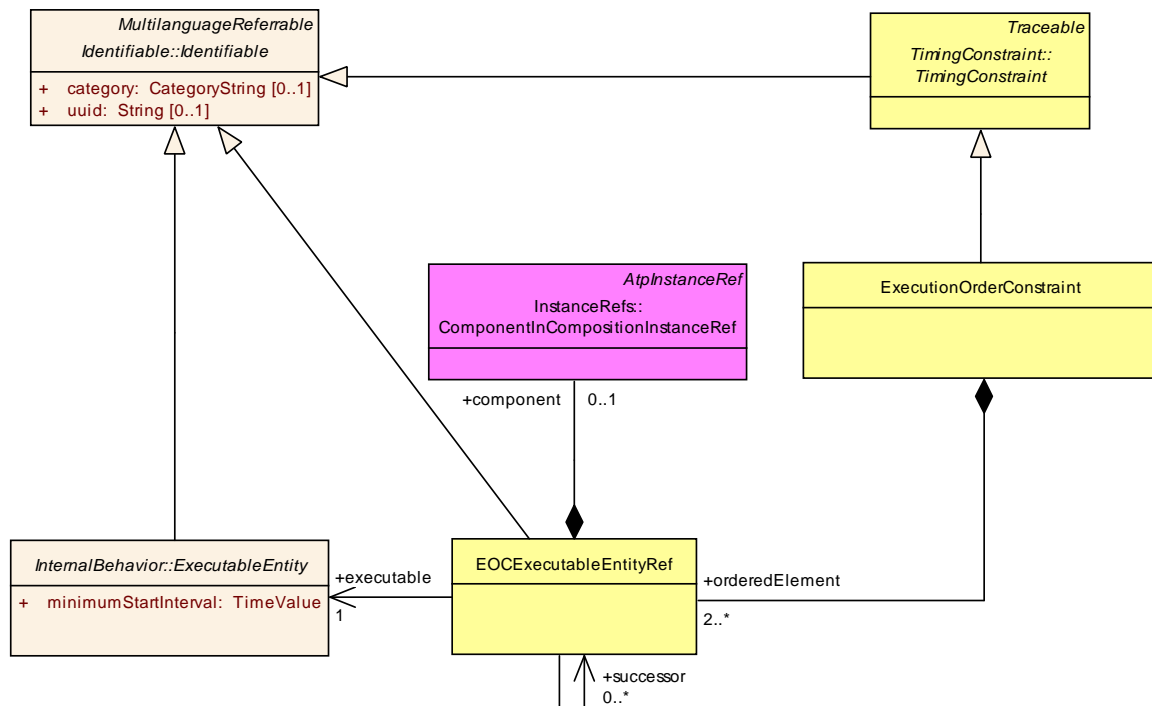 MultilanguageReferrable
Identifiable::Identifiable
+ category: CategoryString [0..1]
+ uuid: String [0..1]
Traceable
TimingConstraint::
TimingConstraint
AtpInstanceRef
InstanceRefs::
ComponentInCompositionInstanceRef
ExecutionOrderConstraint
+component 0..1
InternalBehavior::ExecutableEntity
+ minimumStartInterval: TimeValue
+executable
1
EOCExecutableEntityRef
+orderedElement
2..*
+successor
0..*